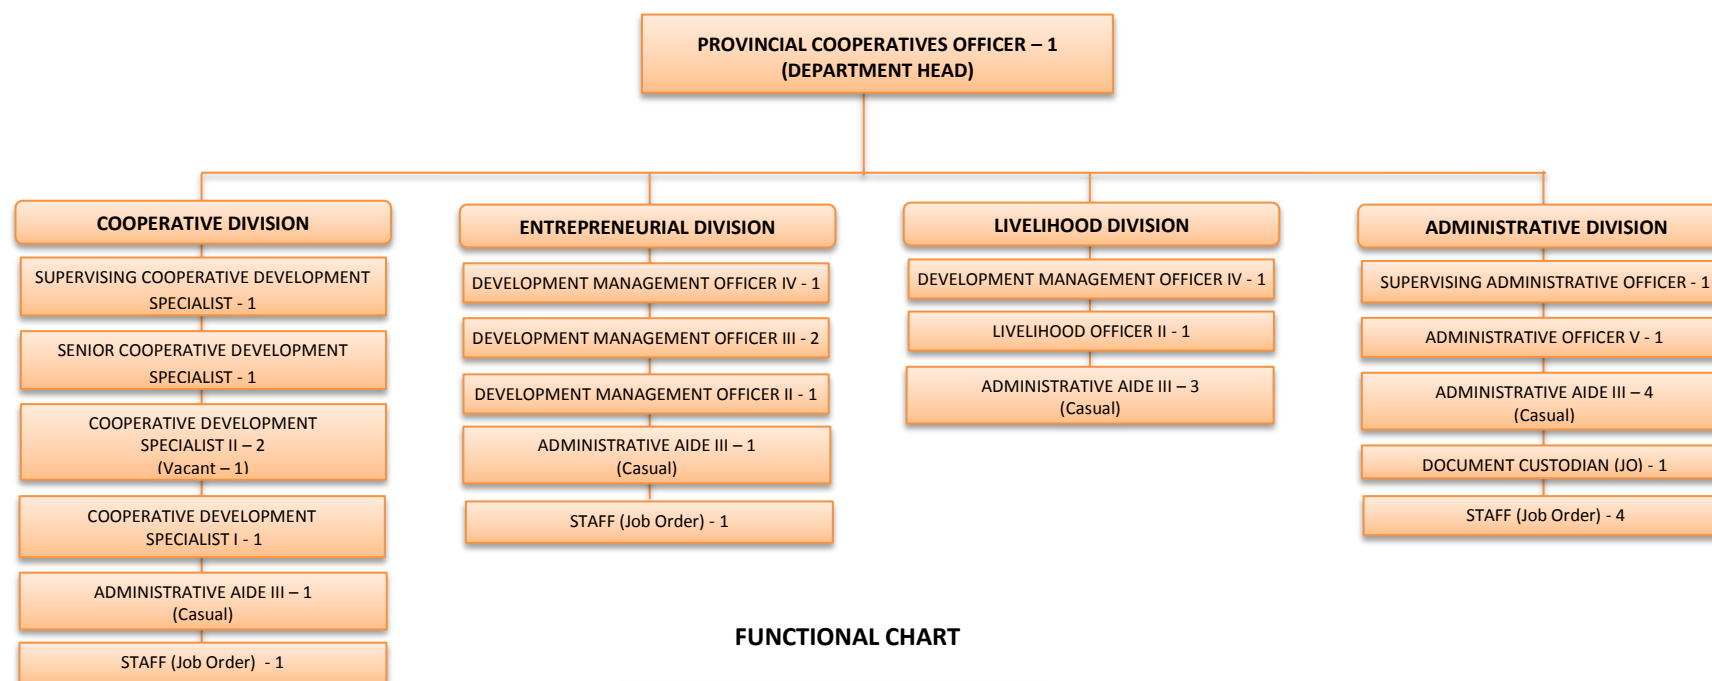 PROVINCIAL COOPERATIVES OFFICER – 1
(DEPARTMENT HEAD)
COOPERATIVE DIVISION
SUPERVISING COOPERATIVE DEVELOPMENT
SPECIALIST - 1
SENIOR COOPERATIVE DEVELOPMENT
SPECIALIST - 1
COOPERATIVE DEVELOPMENT
SPECIALIST II – 2
(Vacant – 1)
COOPERATIVE DEVELOPMENT
SPECIALIST I - 1
ADMINISTRATIVE AIDE III – 1
(Casual)
STAFF (Job Order) - 1
ENTREPRENEURIAL DIVISION
DEVELOPMENT MANAGEMENT OFFICER IV - 1
DEVELOPMENT MANAGEMENT OFFICER III - 2
DEVELOPMENT MANAGEMENT OFFICER II - 1
ADMINISTRATIVE AIDE III – 1
(Casual)
STAFF (Job Order) - 1
LIVELIHOOD DIVISION
DEVELOPMENT MANAGEMENT OFFICER IV - 1
LIVELIHOOD OFFICER II - 1
ADMINISTRATIVE AIDE III – 3
(Casual)
ADMINISTRATIVE DIVISION
SUPERVISING ADMINISTRATIVE OFFICER - 1
ADMINISTRATIVE OFFICER V - 1
ADMINISTRATIVE AIDE III – 4
(Casual)
DOCUMENT CUSTODIAN (JO) - 1
STAFF (Job Order) - 4
FUNCTIONAL CHART